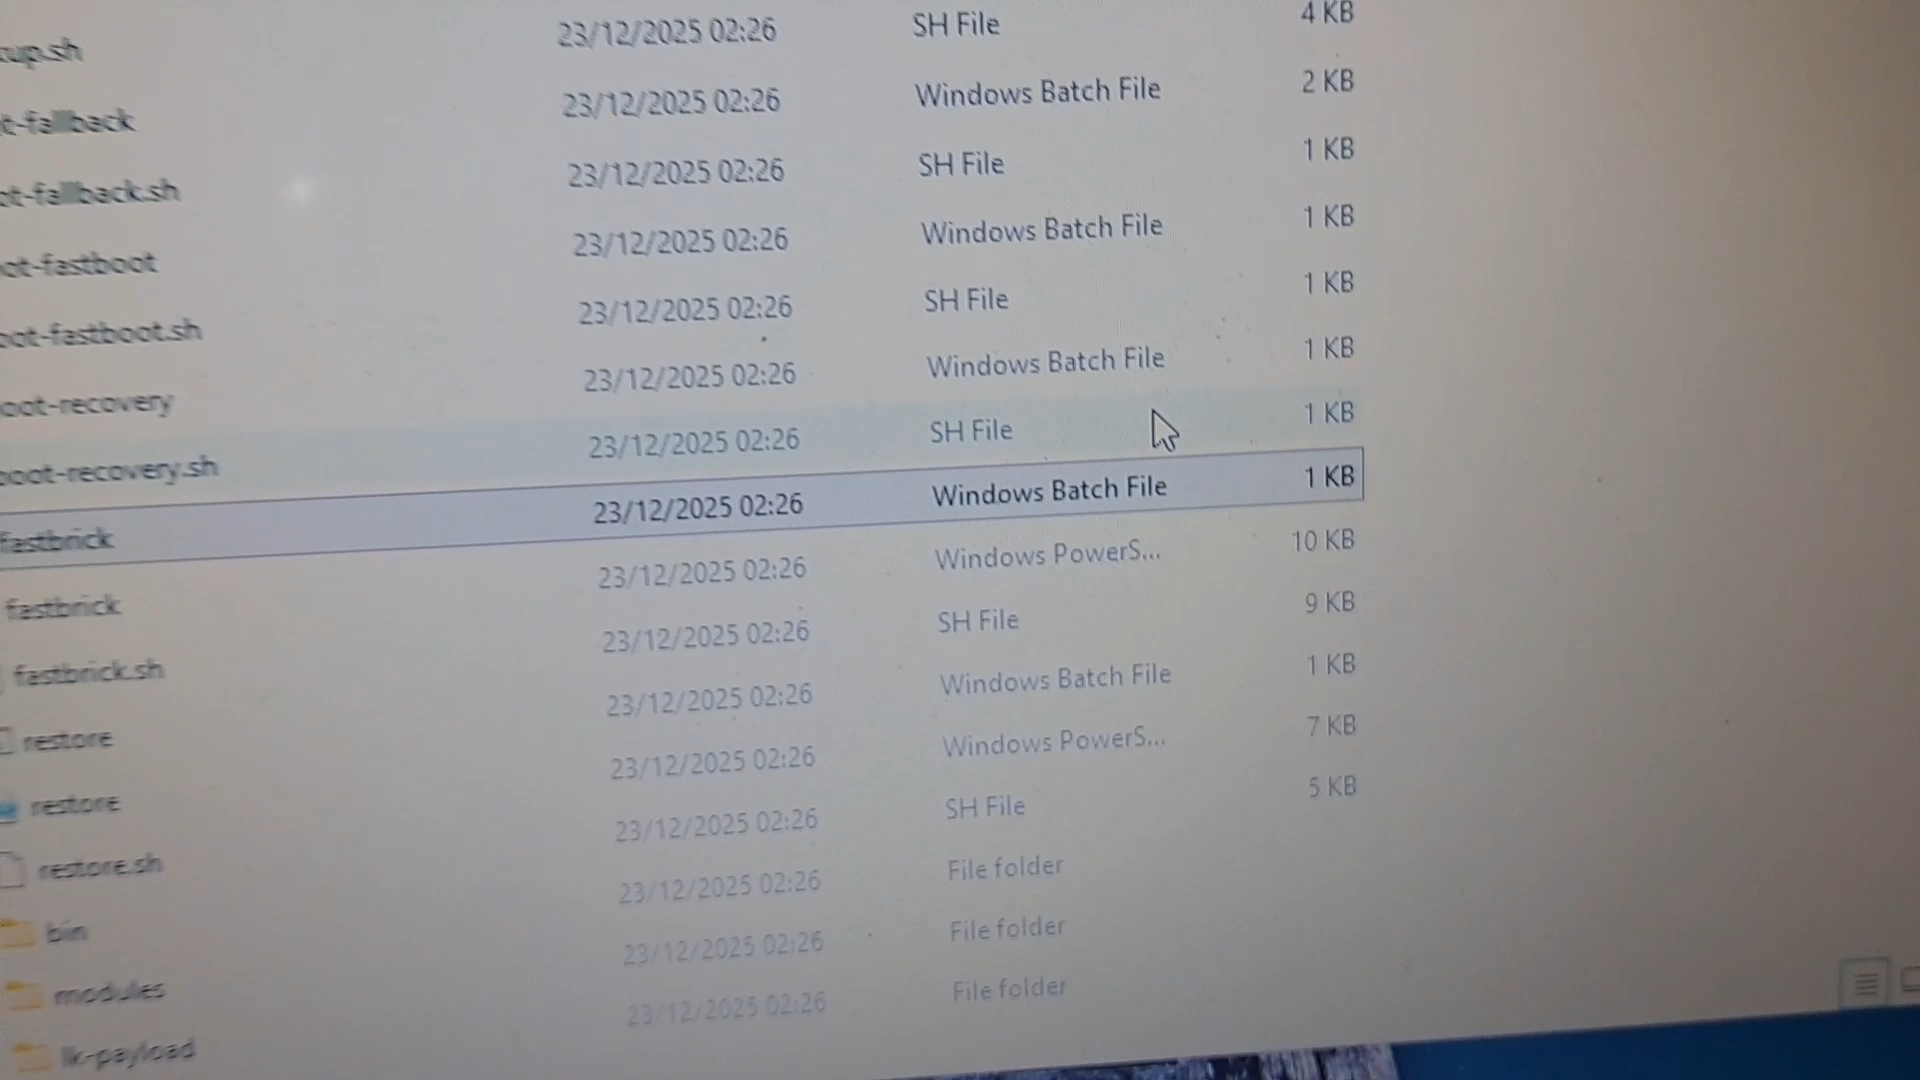 up.sh 23/12/2025 02:26 SH File 4 KB
t-fallback 23/12/2025 02:26 Windows Batch File 2 KB
ot-fallback.sh 23/12/2025 02:26 SH File 1 KB
ot-fastboot 23/12/2025 02:26 Windows Batch File 1 KB
oot-fastboot.sh 23/12/2025 02:26 SH File 1 KB
oot-recovery 23/12/2025 02:26 Windows Batch File 1 KB
boot-recovery.sh 23/12/2025 02:26 SH File 1 KB
fastbrick 23/12/2025 02:26 Windows Batch File 1 KB
fastbrick 23/12/2025 02:26 Windows PowerS... 10 KB
fastbrick.sh 23/12/2025 02:26 SH File 9 KB
restore 23/12/2025 02:26 Windows Batch File 1 KB
restore 23/12/2025 02:26 Windows PowerS... 7 KB
restore.sh 23/12/2025 02:26 SH File 5 KB
bin 23/12/2025 02:26 File folder
modules 23/12/2025 02:26 File folder
lk-payload File folder